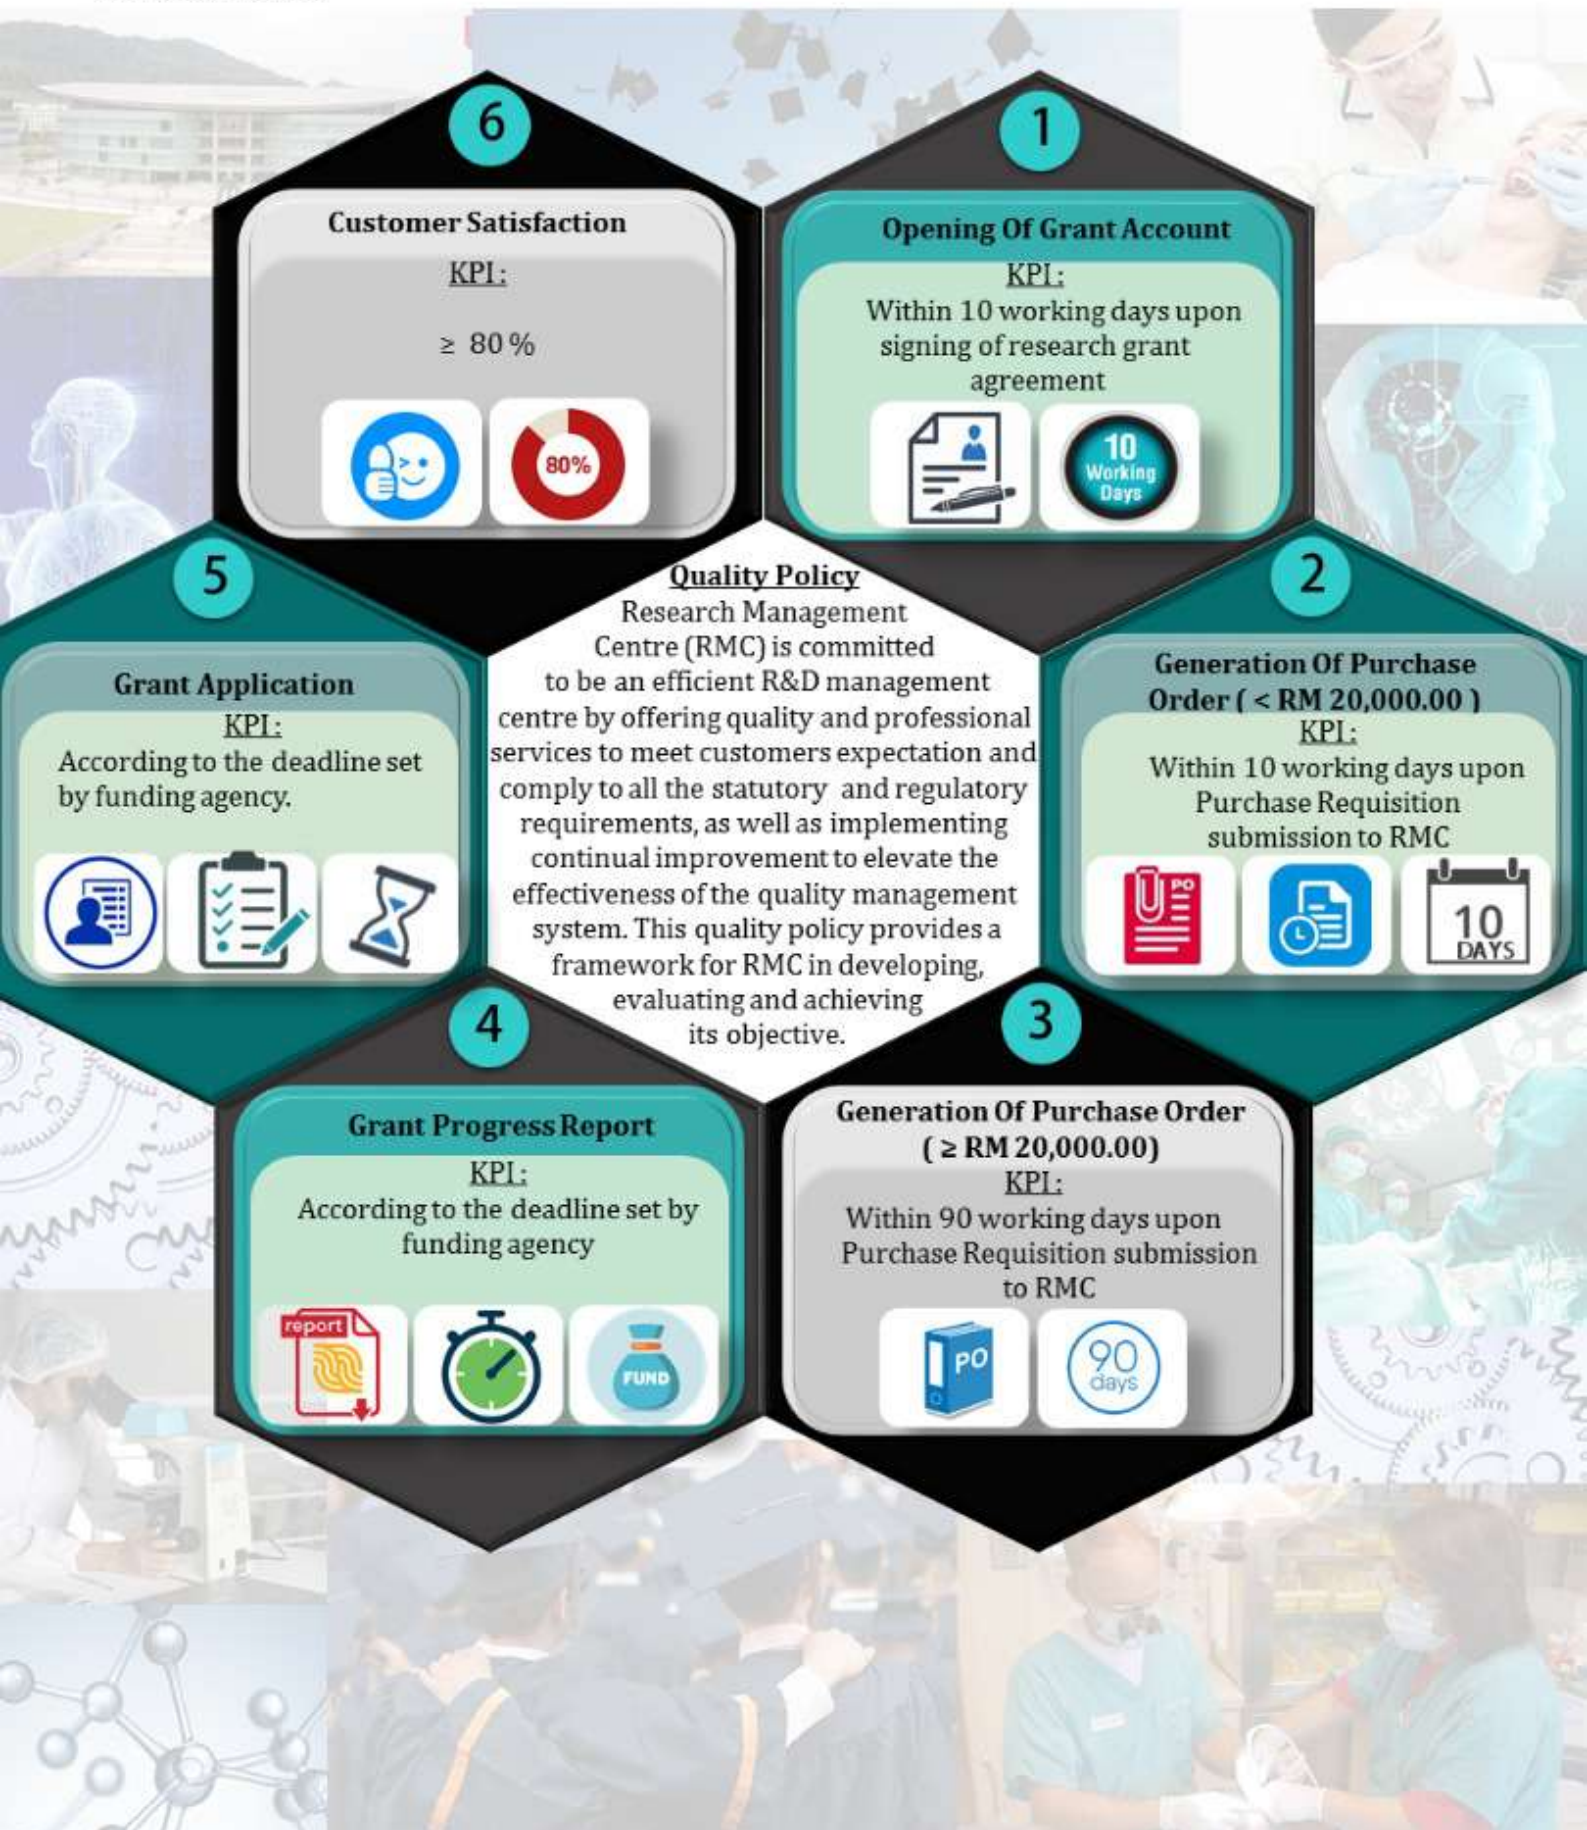 6
Customer Satisfaction
KPI :
≥ 80 %
80%
1
Opening Of Grant Account
KPI :
Within 10 working days upon
signing of research grant
agreement
10
Working
Days
2
Generation Of Purchase
Order ( < RM 20,000.00 )
KPI :
Within 10 working days upon
Purchase Requisition
submission to RMC
PO
10
DAYS
3
Generation Of Purchase Order
( ≥ RM 20,000.00)
KPI :
Within 90 working days upon
Purchase Requisition submission
to RMC
PO
90
days
4
Grant Progress Report
KPI :
According to the deadline set by
funding agency
report
FUND
5
Grant Application
KPI :
According to the deadline set
by funding agency.
Quality Policy
Research Management
Centre (RMC) is committed
to be an efficient R&D management
centre by offering quality and professional
services to meet customers expectation and
comply to all the statutory and regulatory
requirements, as well as implementing
continual improvement to elevate the
effectiveness of the quality management
system. This quality policy provides a
framework for RMC in developing,
evaluating and achieving
its objective.